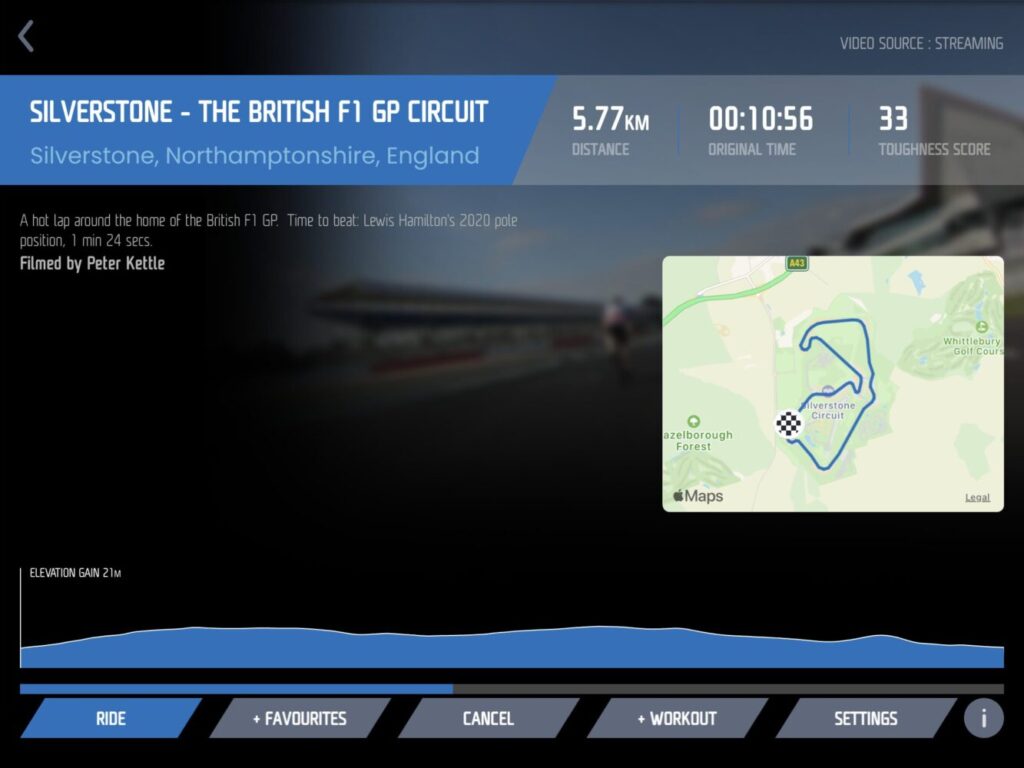 VIDEO SOURCE : STREAMING
SILVERSTONE - THE BRITISH F1 GP CIRCUIT
Silverstone, Northamptonshire, England
5.77KM
DISTANCE
00:10:56
ORIGINAL TIME
33
TOUGHNESS SCORE
A hot lap around the home of the British F1 GP. Time to beat: Lewis Hamilton's 2020 pole
position, 1 min 24 secs.
Filmed by Peter Kettle
A43
Whittlebury
Golf Cours
Silverstone
Circuit
azelborough
Forest
Maps
Legal
ELEVATION GAIN 21M
RIDE
+ FAVOURITES
CANCEL
+ WORKOUT
SETTINGS
i